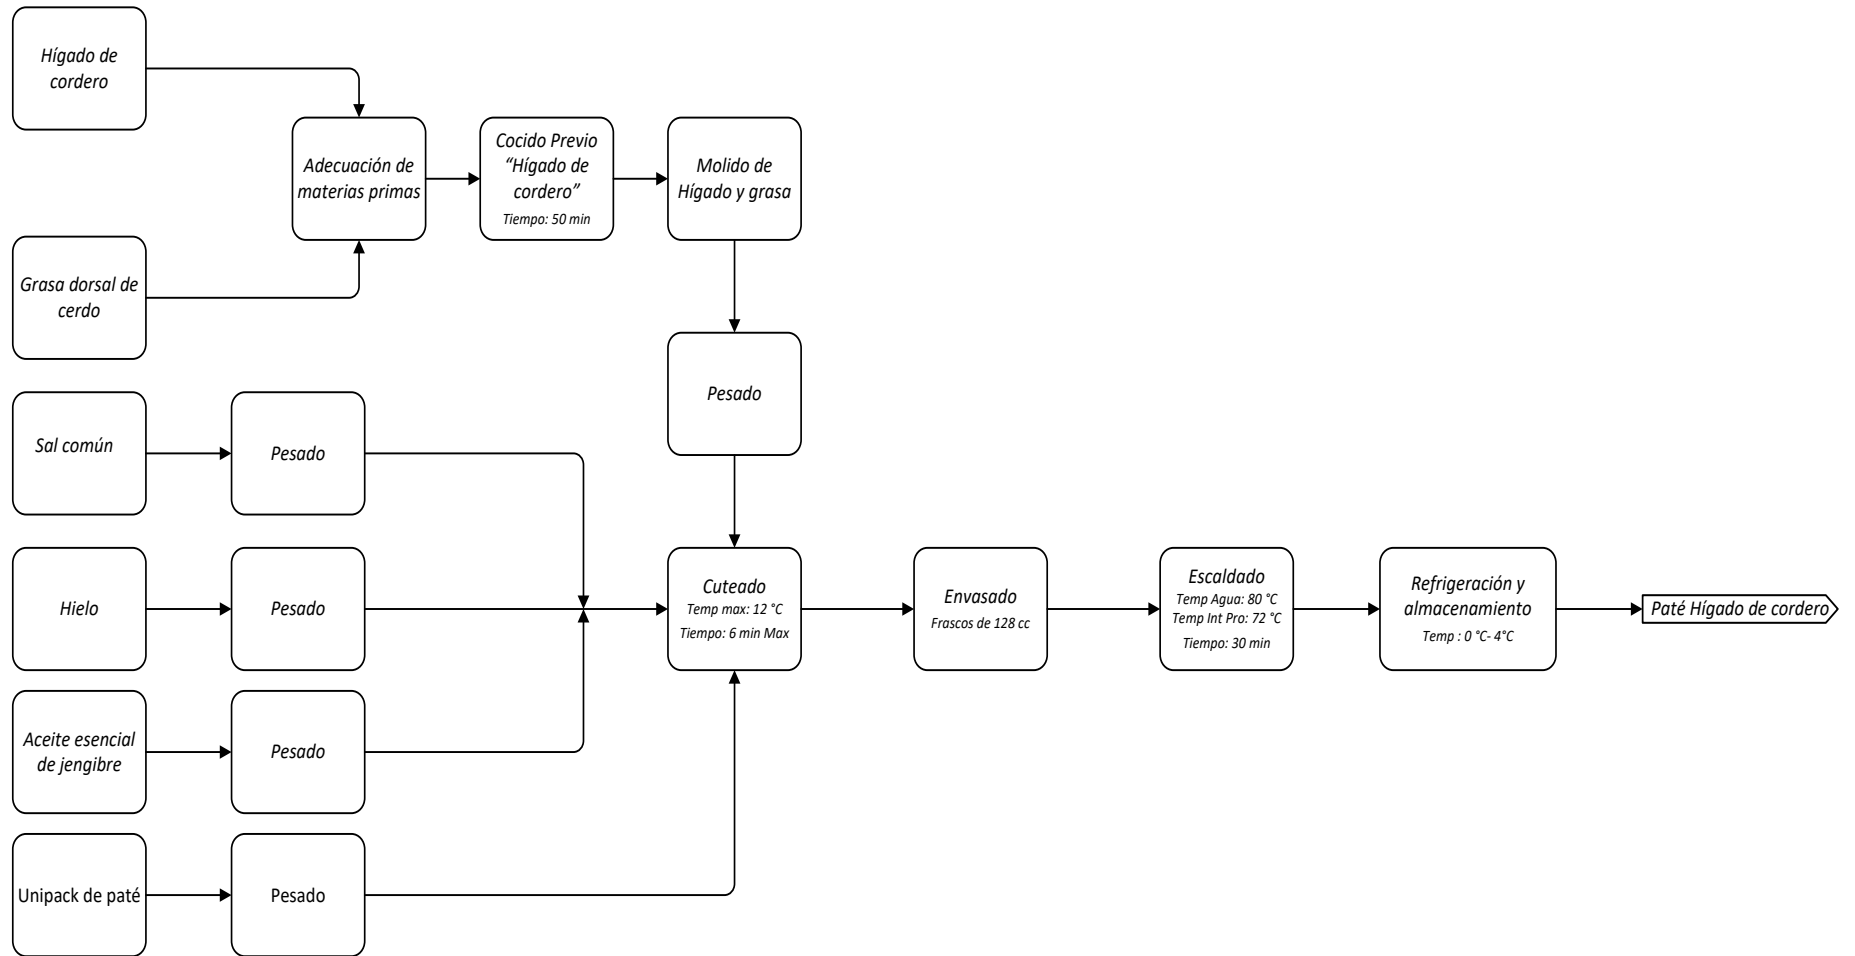 Hígado de
cordero
Adecuación de
materias primas
Cocido Previo
“Hígado de
cordero”
Tiempo: 50 min
Molido de
Hígado y grasa
Grasa dorsal de
cerdo
Pesado
Sal común
Pesado
Hielo
Pesado
Cuteado
Temp max: 12 °C
Tiempo: 6 min Max
Envasado
Frascos de 128 cc
Escaldado
Temp Agua: 80 °C
Temp Int Pro: 72 °C
Tiempo: 30 min
Refrigeración y
almacenamiento
Temp : 0 °C- 4°C
Paté Hígado de cordero
Aceite esencial
de jengibre
Pesado
Unipack de paté
Pesado